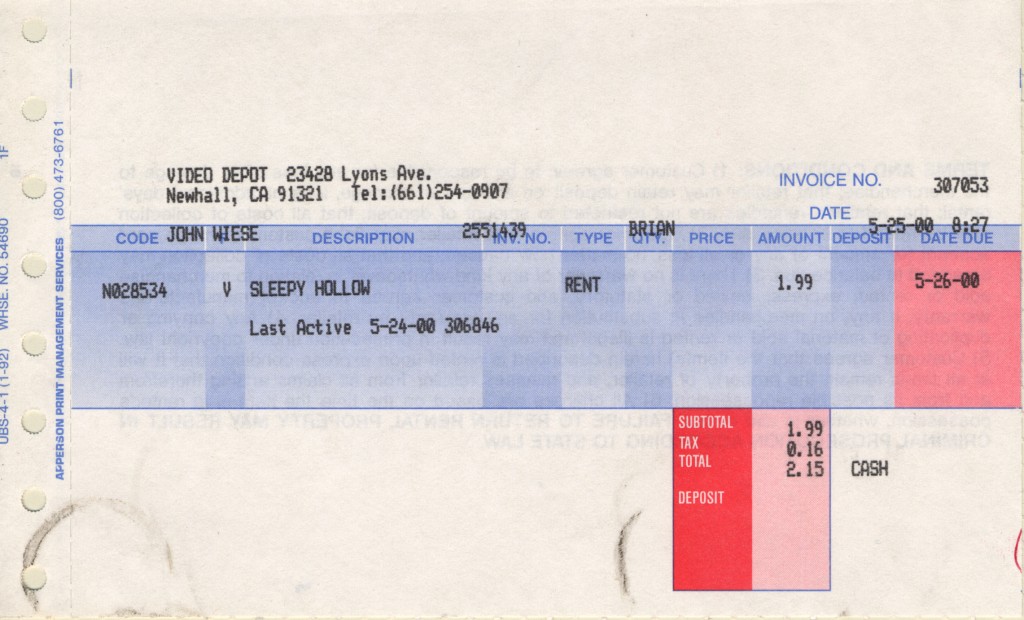 VIDEO DEPOT 23428 Lyons Ave.
Newhall, CA 91321 Tel:(661)254-0907
INVOICE NO. 307053
DATE 5-25-00 8:27
JOHN WIESE 2551439 BRIAN
CODE DESCRIPTION INV. NO. TYPE QTY. PRICE AMOUNT DEPOSIT DATE DUE
N028534 V SLEEPY HOLLOW RENT 1.99 5-26-00
Last Active 5-24-00 306846
SUBTOTAL 1.99
TAX 0.16
TOTAL 2.15 CASH
DEPOSIT
APPERSON PRINT MANAGEMENT SERVICES (800) 473-6761
UBS-4-1 (1-92) WHSE. NO. 54690 1F